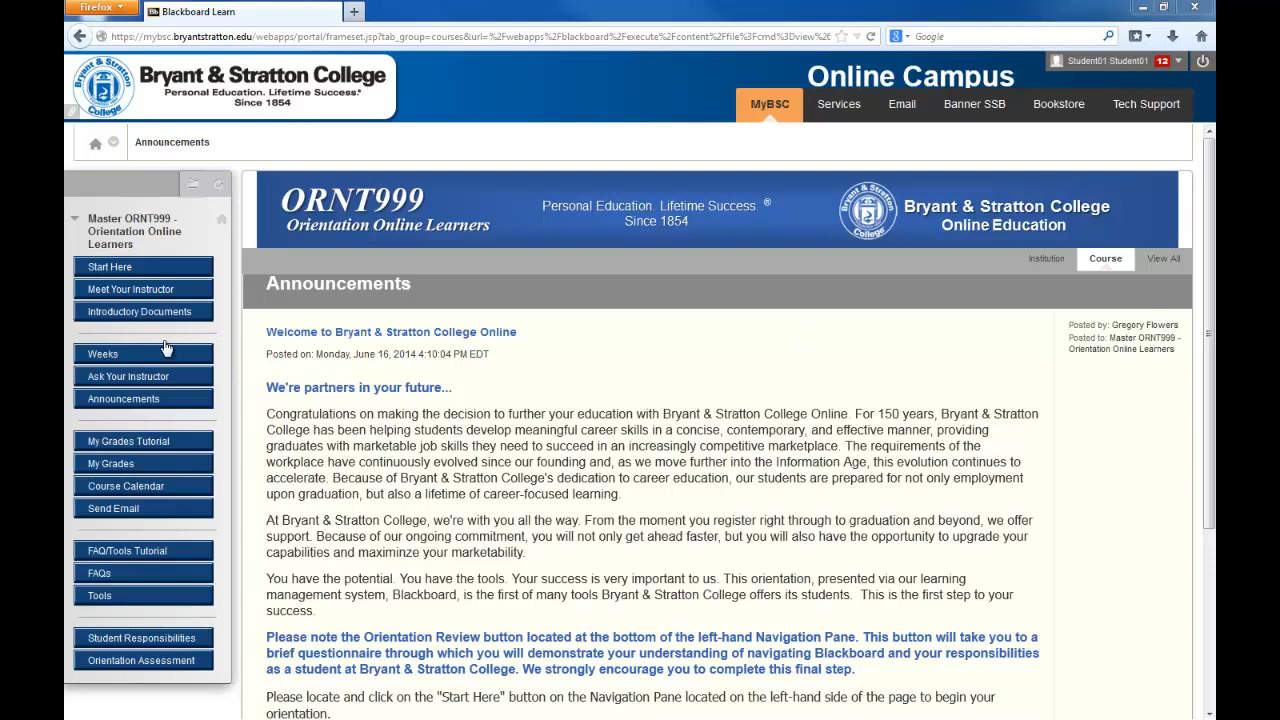 Firefox
Blackboard Learn
https://mybsc.bryantstratton.edu/webapps/portal/frameset.jsp?tab_group=courses&url=%2Fwebapps%2Fblackboard%2Fexecute%2Fcontent%2Ffile%3Fcmd%3Dview%26
Google
Bryant & Stratton College
Personal Education. Lifetime Success.®
Since 1854
Online Campus
Student01 Student01 12
MyBSC Services Email Banner SSB Bookstore Tech Support
Announcements
Master ORNT999 -
Orientation Online
Learners
Start Here
Meet Your Instructor
Introductory Documents
Weeks
Ask Your Instructor
Announcements
My Grades Tutorial
My Grades
Course Calendar
Send Email
FAQ/Tools Tutorial
FAQs
Tools
Student Responsibilities
Orientation Assessment
ORNT999
Orientation Online Learners
Personal Education. Lifetime Success. ®
Since 1854
Bryant & Stratton College
Online Education
Institution Course View All
Announcements
Welcome to Bryant & Stratton College Online
Posted on: Monday, June 16, 2014 4:10:04 PM EDT
Posted by: Gregory Flowers
Posted to: Master ORNT999 -
Orientation Online Learners
We're partners in your future...
Congratulations on making the decision to further your education with Bryant & Stratton College Online. For 150 years, Bryant & Stratton
College has been helping students develop meaningful career skills in a concise, contemporary, and effective manner, providing
graduates with marketable job skills they need to succeed in an increasingly competitive marketplace. The requirements of the
workplace have continuously evolved since our founding and, as we move further into the Information Age, this evolution continues to
accelerate. Because of Bryant & Stratton College's dedication to career education, our students are prepared for not only employment
upon graduation, but also a lifetime of career-focused learning.
At Bryant & Stratton College, we're with you all the way. From the moment you register right through to graduation and beyond, we offer
support. Because of our ongoing commitment, you will not only get ahead faster, but you will also have the opportunity to upgrade your
capabilities and maximinze your marketability.
You have the potential. You have the tools. Your success is very important to us. This orientation, presented via our learning
management system, Blackboard, is the first of many tools Bryant & Stratton College offers its students. This is the first step to your
success.
Please note the Orientation Review button located at the bottom of the left-hand Navigation Pane. This button will take you to a
brief questionnaire through which you will demonstrate your understanding of navigating Blackboard and your responsibilities
as a student at Bryant & Stratton College. We strongly encourage you to complete this final step.
Please locate and click on the "Start Here" button on the Navigation Pane located on the left-hand side of the page to begin your
orientation.